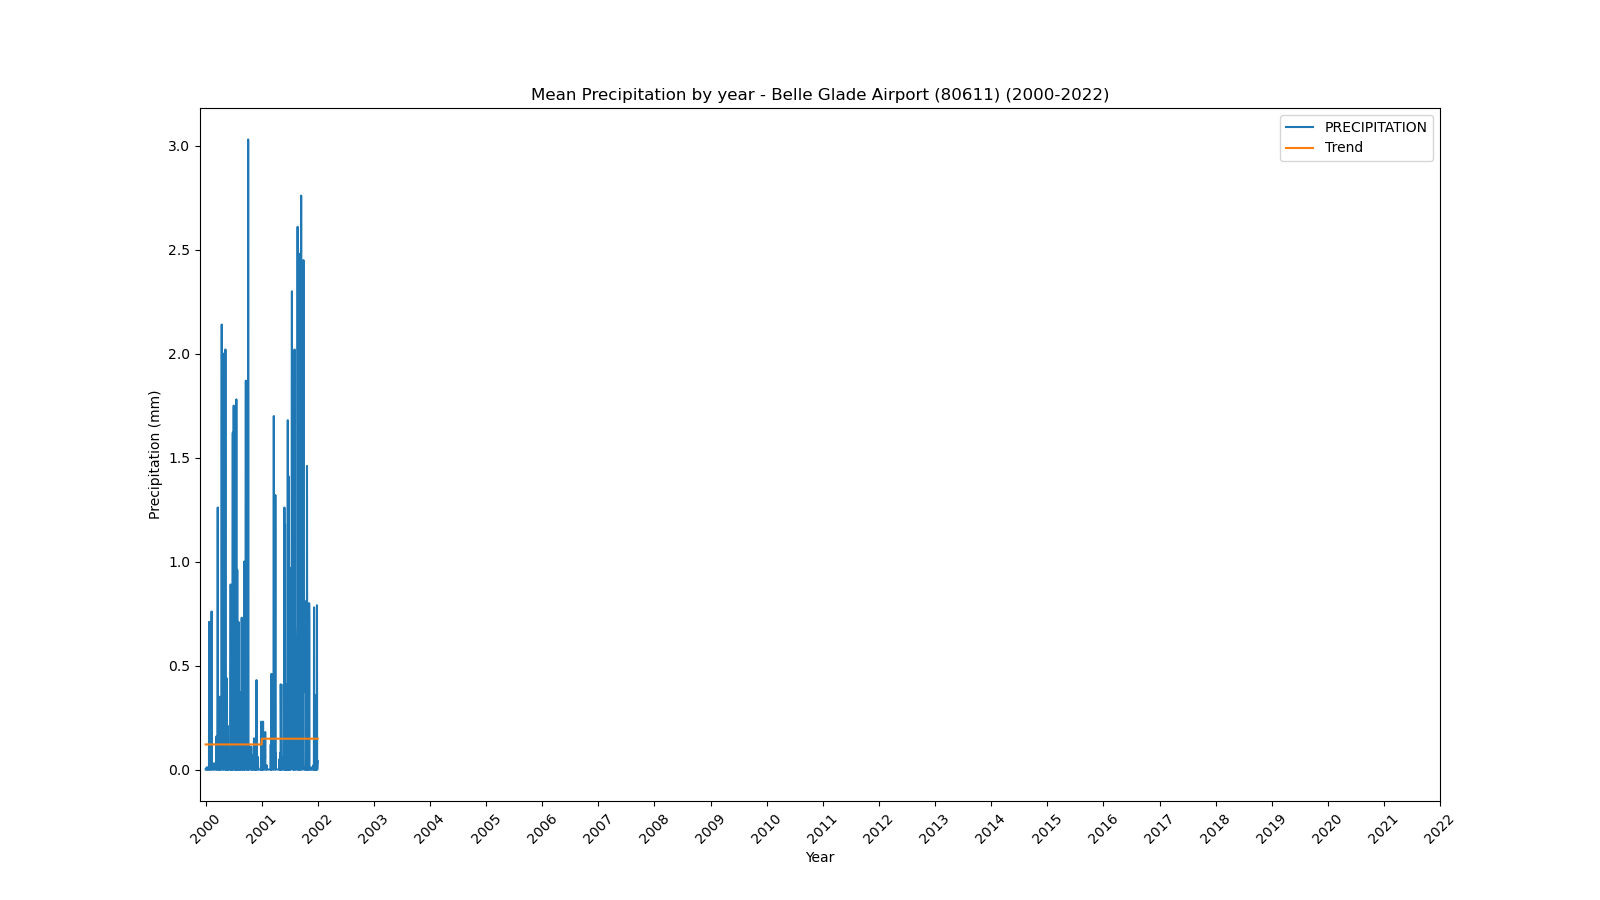 Mean Precipitation by year - Belle Glade Airport (80611) (2000-2022)
PRECIPITATION
Trend
3.0
2.5
2.0
1.5
1.0
0.5
0.0
Precipitation (mm)
2000 2001 2002 2003 2004 2005 2006 2007 2008 2009 2010 2011 2012 2013 2014 2015 2016 2017 2018 2019 2020 2021 2022
Year